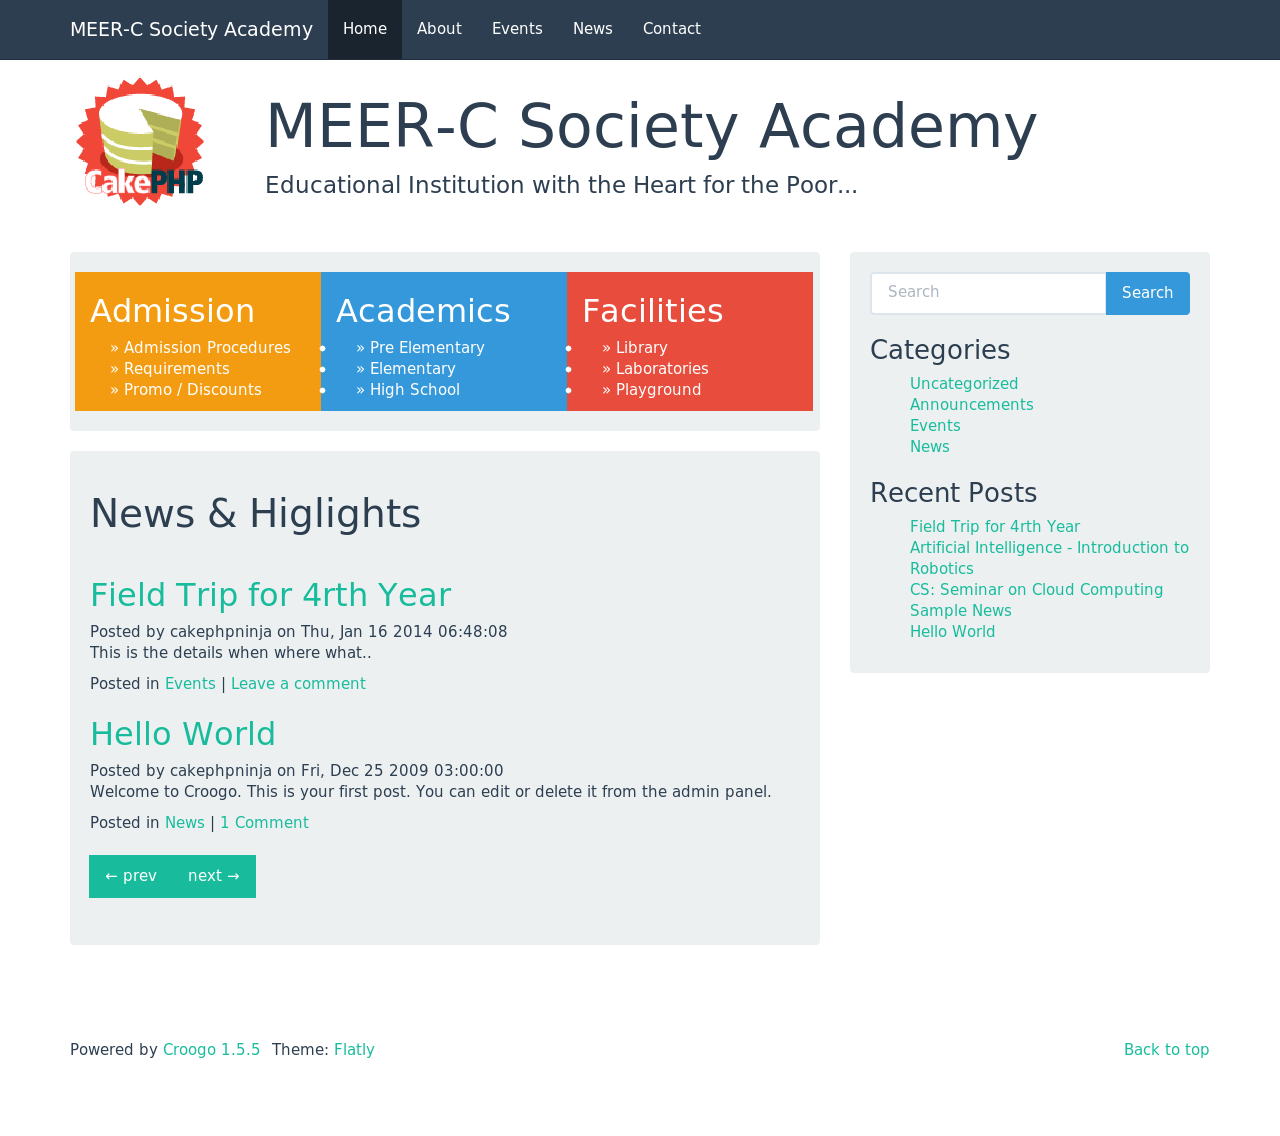 MEER-C Society Academy Home About Events News Contact
CakePHP
MEER-C Society Academy
Educational Institution with the Heart for the Poor...
Admission
» Admission Procedures
» Requirements
» Promo / Discounts
Academics
» Pre Elementary
» Elementary
» High School
Facilities
» Library
» Laboratories
» Playground
News & Higlights
Field Trip for 4rth Year
Posted by cakephpninja on Thu, Jan 16 2014 06:48:08
This is the details when where what..
Posted in Events | Leave a comment
Hello World
Posted by cakephpninja on Fri, Dec 25 2009 03:00:00
Welcome to Croogo. This is your first post. You can edit or delete it from the admin panel.
Posted in News | 1 Comment
← prev next →
Search Search
Categories
Uncategorized
Announcements
Events
News
Recent Posts
Field Trip for 4rth Year
Artificial Intelligence - Introduction to
Robotics
CS: Seminar on Cloud Computing
Sample News
Hello World
Powered by Croogo 1.5.5 Theme: Flatly Back to top